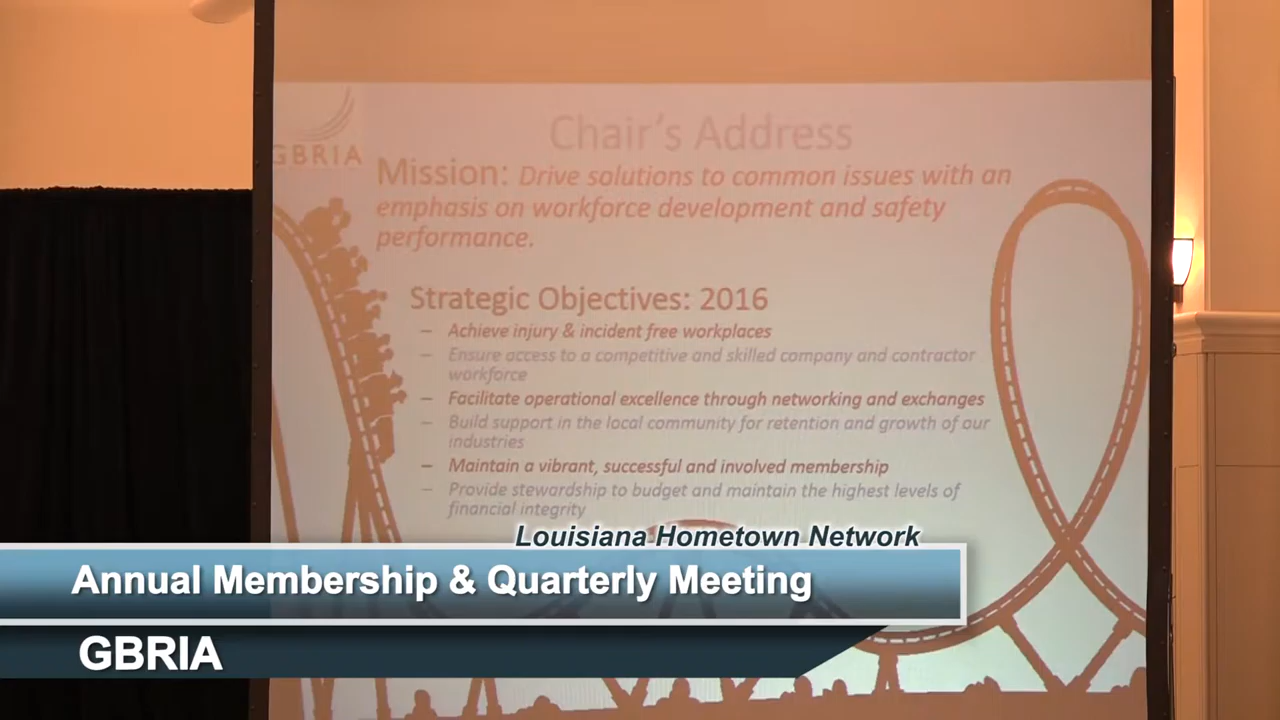 Chair's Address
GBRIA
Mission: Drive solutions to common issues with an
emphasis on workforce development and safety
performance.
Strategic Objectives: 2016
– Achieve injury & incident free workplaces
– Ensure access to a competitive and skilled company and contractor
workforce
– Facilitate operational excellence through networking and exchanges
– Build support in the local community for retention and growth of our
industries
– Maintain a vibrant, successful and involved membership
– Provide stewardship to budget and maintain the highest levels of
financial integrity
Louisiana Hometown Network
Annual Membership & Quarterly Meeting
GBRIA